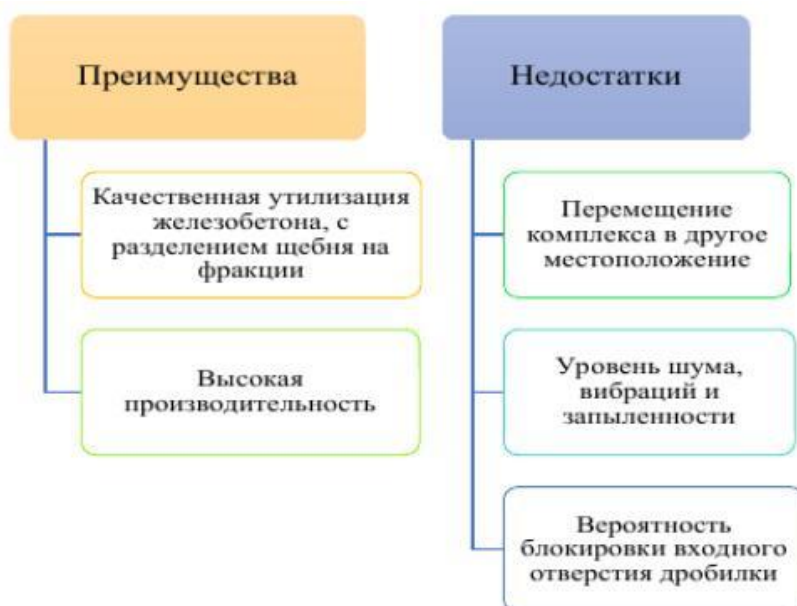 Преимущества
Качественная утилизация
железобетона, с
разделением щебня на
фракции
Высокая
производительность
Недостатки
Перемещение
комплекса в другое
местоположение
Уровень шума,
вибраций и
запыленности
Вероятность
блокировки входного
отверстия дробилки